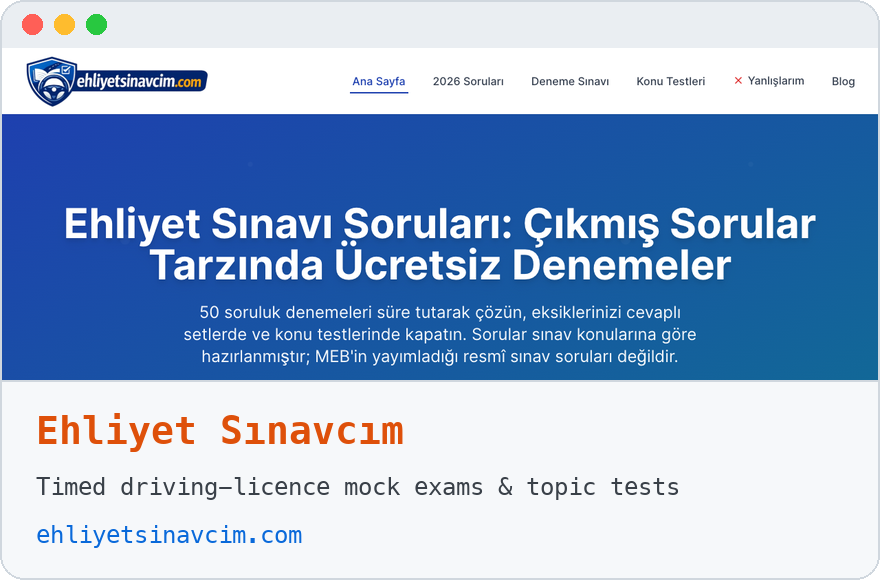 ehliyetsinavcim.com
Ana Sayfa
2026 Soruları
Deneme Sınavı
Konu Testleri
✕ Yanlışlarım
Blog
Ehliyet Sınavı Soruları: Çıkmış Sorular
Tarzında Ücretsiz Denemeler
50 soruluk denemeleri süre tutarak çözün, eksiklerinizi cevaplı
setlerde ve konu testlerinde kapatın. Sorular sınav konularına göre
hazırlanmıştır; MEB'in yayımladığı resmî sınav soruları değildir.
Ehliyet Sınavcım
Timed driving–licence mock exams & topic tests
ehliyetsinavcim.com